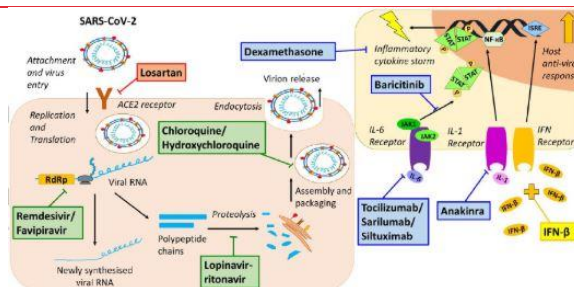 SARS-CoV-2
Attachment and virus
entry
Losartan
ACE2 receptor
Replication and
Translation
RdRp
Viral RNA
Remdesivir/
Favipiravir
Newly synthesised
viral RNA
Virion release
Endocytosis
Chloroquine/
Hydroxychloroquine
Assembly and
packaging
Proteolysis
Polypeptide
chains
Lopinavir-
ritonavir
Dexamethasone
Inflammatory
cytokine storm
Baricitinib
P
STAT
STAT
P
NF-κB
ISRE
Host
anti-viral
respons
P
STAT
STAT
P
IL-6
Receptor
JAK1
JAK2
IL-6
IL-1
Receptor
IL-1
IFN
Receptor
Tocilizumab/
Sarilumab/
Siltuximab
Anakinra
IFN-β
IFN-β
IFN-β
IFN-β
IFN-β
IFN-β